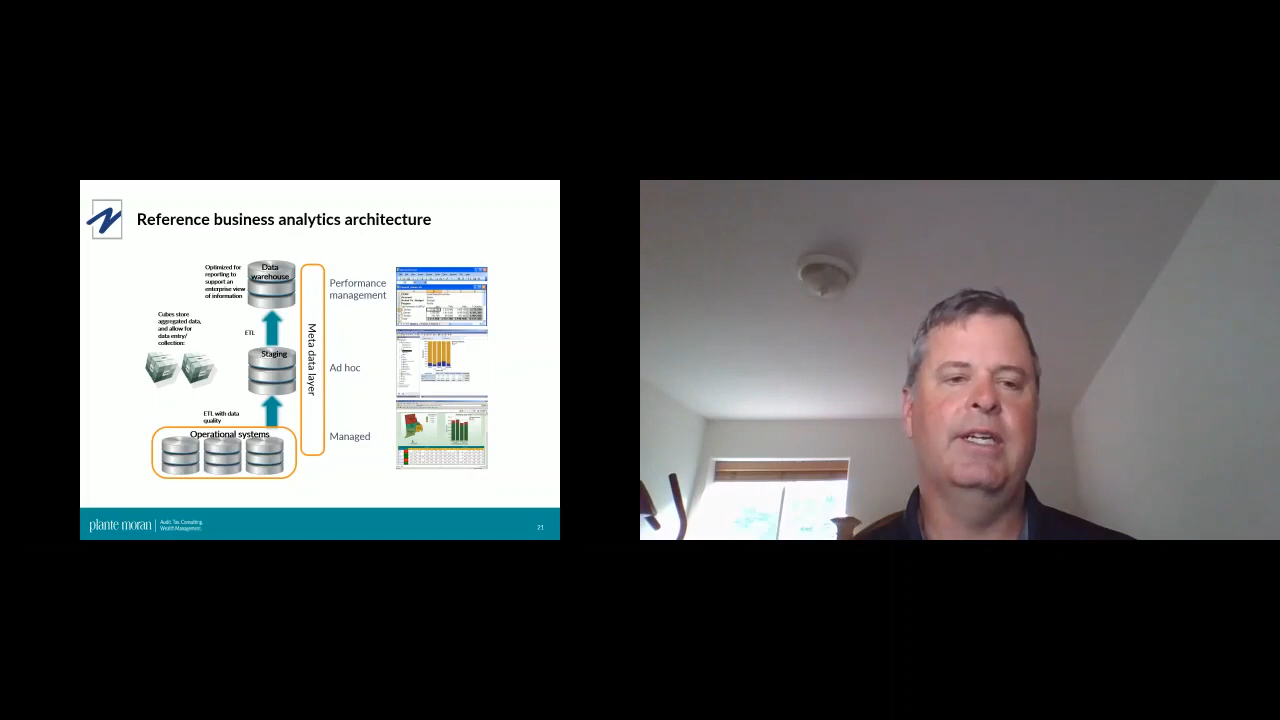 Reference business analytics architecture
Optimized for
reporting to
support an
enterprise view
of information
Data
warehouse
Cubes store
aggregated data,
and allow for
data entry/
collection:
ETL
Staging
ETL with data
quality
Operational systems
Meta data layer
Performance
management
Ad hoc
Managed
plante moran
Audit. Tax. Consulting.
Wealth Management.
21